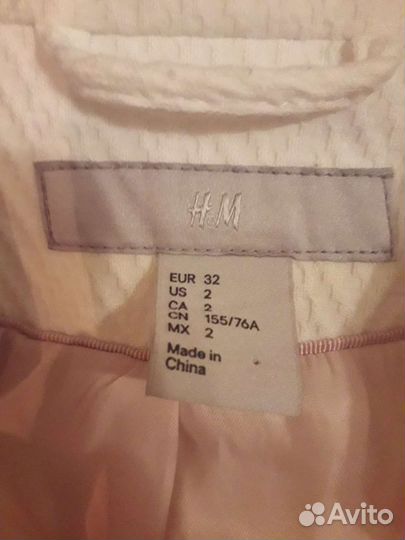 H&M
EUR 32
US 2
CA 2
CN 155/76A
MX 2
Made in
China
Avito